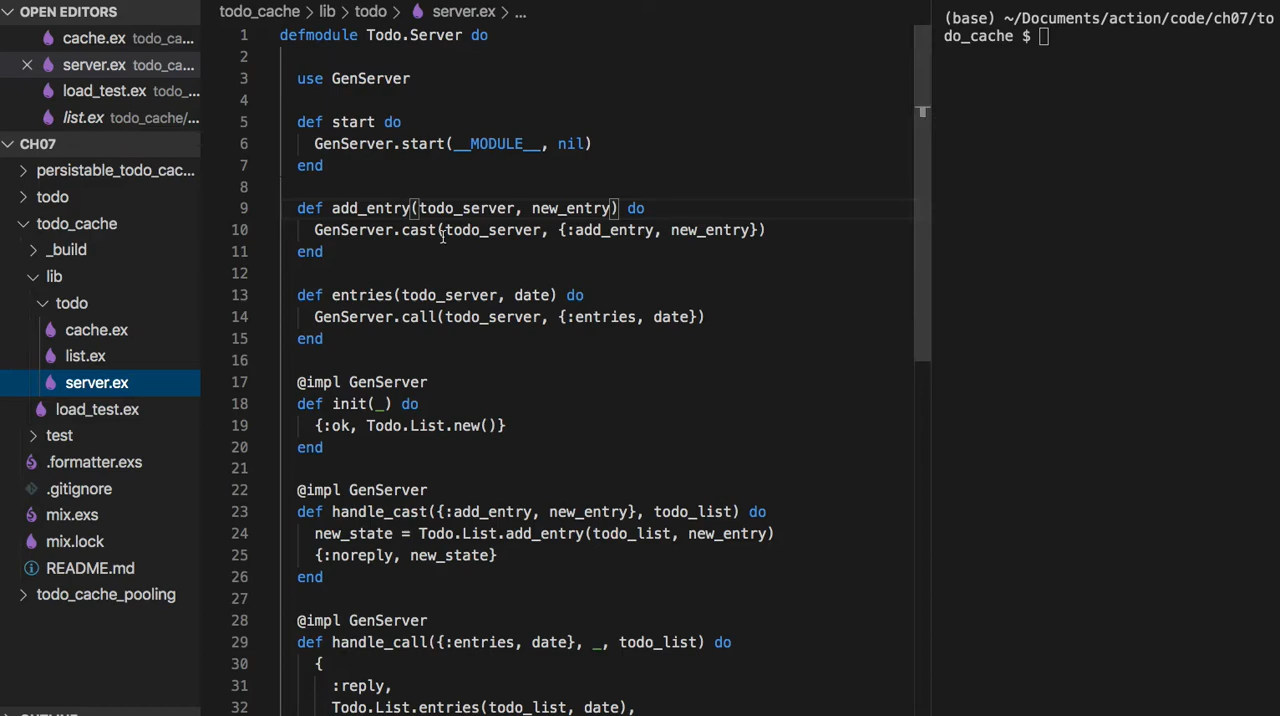 OPEN EDITORS
cache.ex todo_ca...
server.ex todo_ca...
load_test.ex todo_...
list.ex todo_cache/...
CH07
persistable_todo_cac...
todo
todo_cache
_build
lib
todo
cache.ex
list.ex
server.ex
load_test.ex
test
.formatter.exs
.gitignore
mix.exs
mix.lock
README.md
todo_cache_pooling
todo_cache > lib > todo > server.ex > ...
1 defmodule Todo.Server do
2
3 use GenServer
4
5 def start do
6 GenServer.start(__MODULE__, nil)
7 end
8
9 def add_entry(todo_server, new_entry) do
10 GenServer.cast(todo_server, {:add_entry, new_entry})
11 end
12
13 def entries(todo_server, date) do
14 GenServer.call(todo_server, {:entries, date})
15 end
16
17 @impl GenServer
18 def init(_) do
19 {:ok, Todo.List.new()}
20 end
21
22 @impl GenServer
23 def handle_cast({:add_entry, new_entry}, todo_list) do
24 new_state = Todo.List.add_entry(todo_list, new_entry)
25 {:noreply, new_state}
26 end
27
28 @impl GenServer
29 def handle_call({:entries, date}, _, todo_list) do
30 {
31 :reply,
32 Todo.List.entries(todo_list, date),
(base) ~/Documents/action/code/ch07/to
do_cache $